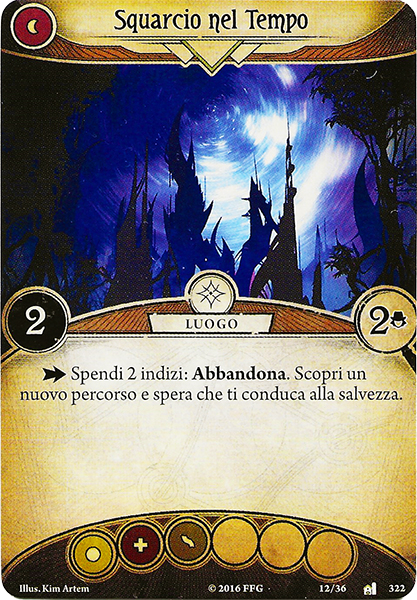 Squarcio nel Tempo
2
2
LUOGO
Spendi 2 indizi: Abbandona. Scopri un
nuovo percorso e spera che ti conduca alla salvezza.
Illus. Kim Artem
© 2016 FFG
12/36
322